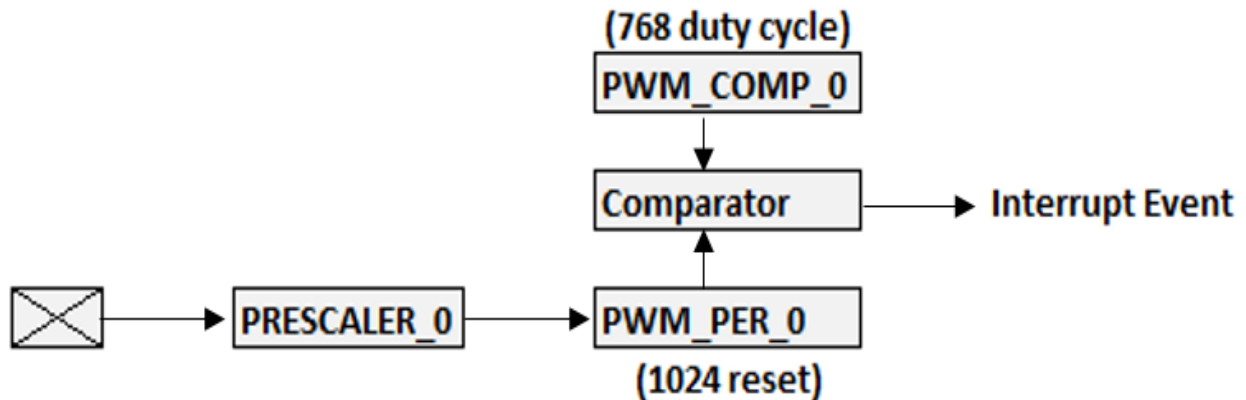 (768 duty cycle)
PWM_COMP_0
Comparator
Interrupt Event
PRESCALER_0
PWM_PER_0
(1024 reset)